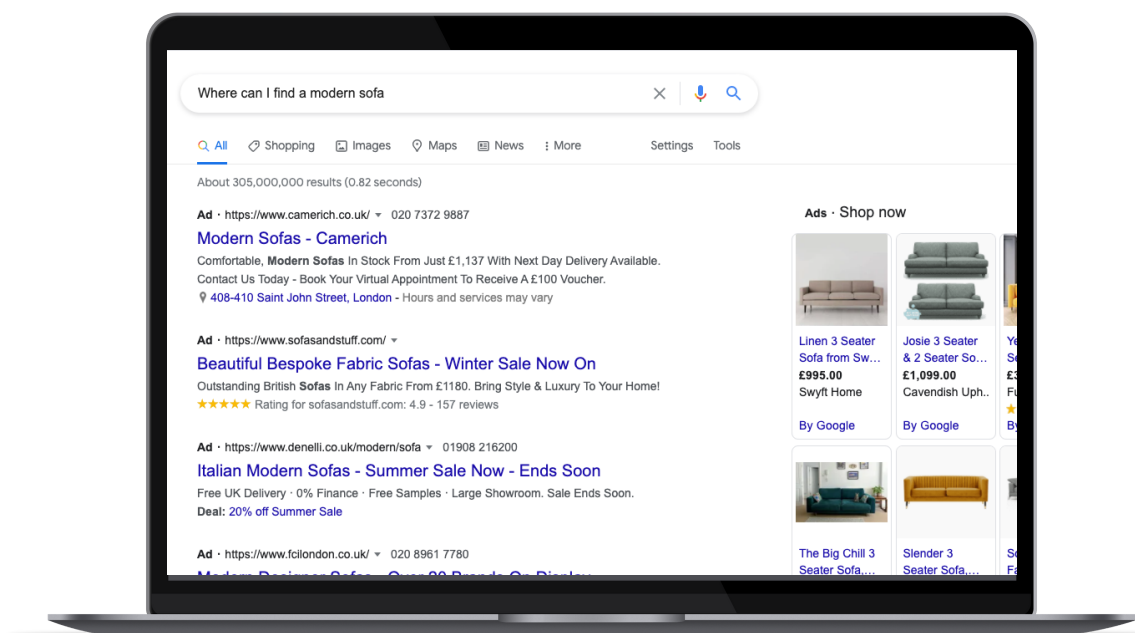 Where can I find a modern sofa
All
Shopping
Images
Maps
News
More
Settings
Tools
About 305,000,000 results (0.82 seconds)
Ad · https://www.camerich.co.uk/ 020 7372 9887
Modern Sofas - Camerich
Comfortable, Modern Sofas In Stock From Just £1,137 With Next Day Delivery Available.
Contact Us Today - Book Your Virtual Appointment To Receive A £100 Voucher.
408-410 Saint John Street, London - Hours and services may vary
Ad · https://www.sofasandstuff.com/
Beautiful Bespoke Fabric Sofas - Winter Sale Now On
Outstanding British Sofas In Any Fabric From £1180. Bring Style & Luxury To Your Home!
Rating for sofasandstuff.com: 4.9 - 157 reviews
Ad · https://www.denelli.co.uk/modern/sofa 01908 216200
Italian Modern Sofas - Summer Sale Now - Ends Soon
Free UK Delivery · 0% Finance · Free Samples · Large Showroom. Sale Ends Soon.
Deal: 20% off Summer Sale
Ad · https://www.fcilondon.co.uk/ 020 8961 7780
Modern Designer Sofas - Over 90 Brands On Display
Ads · Shop now
Linen 3 Seater
Sofa from Sw...
£995.00
Swyft Home
By Google
Josie 3 Seater
& 2 Seater So...
£1,099.00
Cavendish Uph..
By Google
The Big Chill 3
Seater Sofa,...
Slender 3
Seater Sofa,...